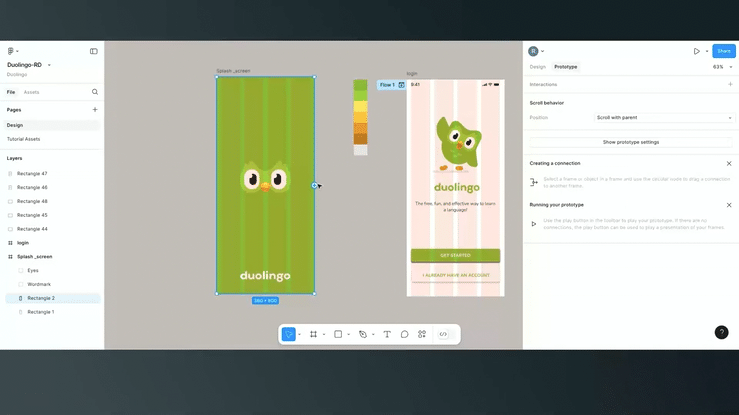 Duolingo-RD
Duolingo
File
Assets
Pages
Design
Tutorial Assets
Layers
Rectangle 47
Rectangle 46
Rectangle 48
Rectangle 45
Rectangle 44
login
Splash _screen
Eyes
Wordmark
Rectangle 2
Rectangle 1
Splash _screen
duolingo
360 × 800
Flow 1
login
9:41
duolingo
The free, fun, and effective way to learn
a language!
GET STARTED
I ALREADY HAVE AN ACCOUNT
R
Share
Design
Prototype
63%
Interactions
Scroll behavior
Position
Scroll with parent
Show prototype settings
Creating a connection
Select a frame or object in a frame and use the circular node to drag a connection
to another frame.
Running your prototype
Use the play button in the toolbar to play your prototype. If there are no
connections, the play button can be used to play a presentation of your frames.
?